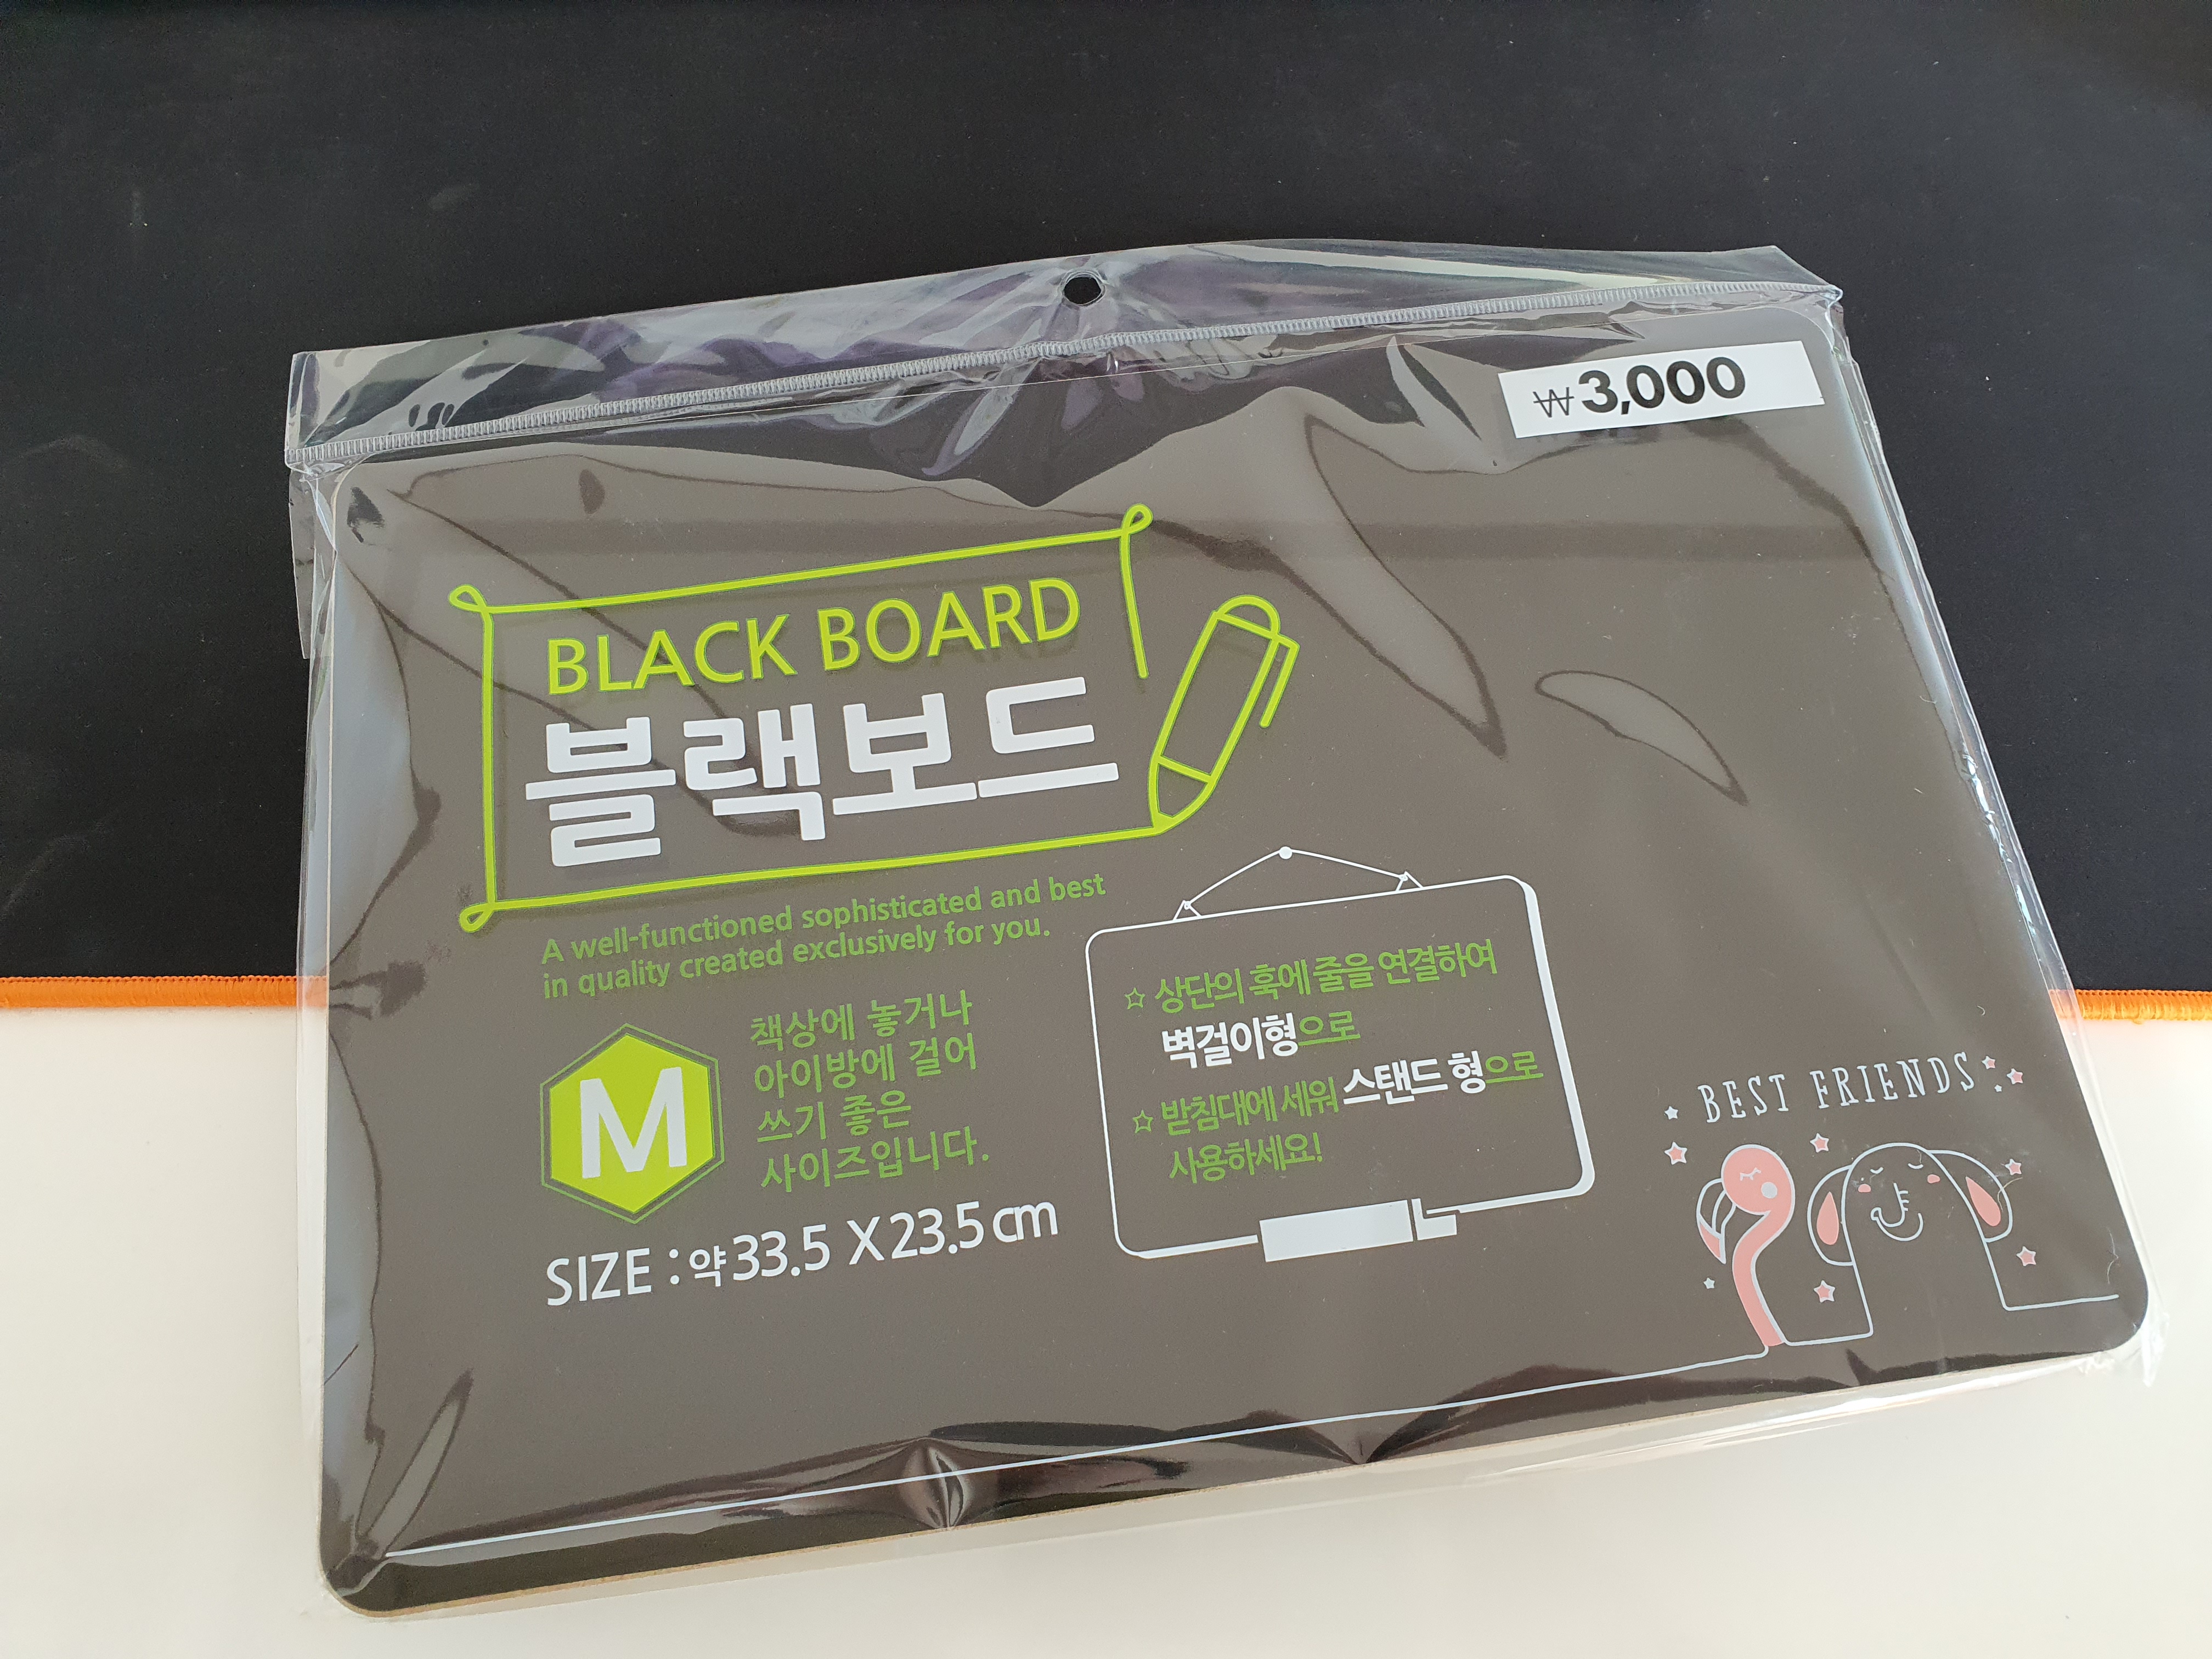 ₩3,000
BLACK BOARD
블랙보드
A well-functioned sophisticated and best
in quality created exclusively for you.
M
책상에 놓거나
아이방에 걸어
쓰기 좋은
사이즈입니다.
SIZE : 약 33.5 X 23.5 cm
☆ 상단의 훅에 줄을 연결하여
벽걸이형으로
☆ 받침대에 세워 스탠드 형으로
사용하세요!
BEST FRIENDS